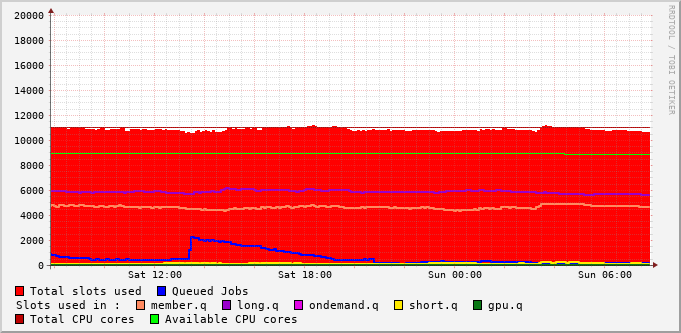 20000
18000
16000
14000
12000
10000
8000
6000
4000
2000
0
Sat 12:00 Sat 18:00 Sun 00:00 Sun 06:00
RRDTOOL / TOBI OETIKER
Total slots used Queued Jobs
Slots used in : member.q long.q ondemand.q short.q gpu.q
Total CPU cores Available CPU cores